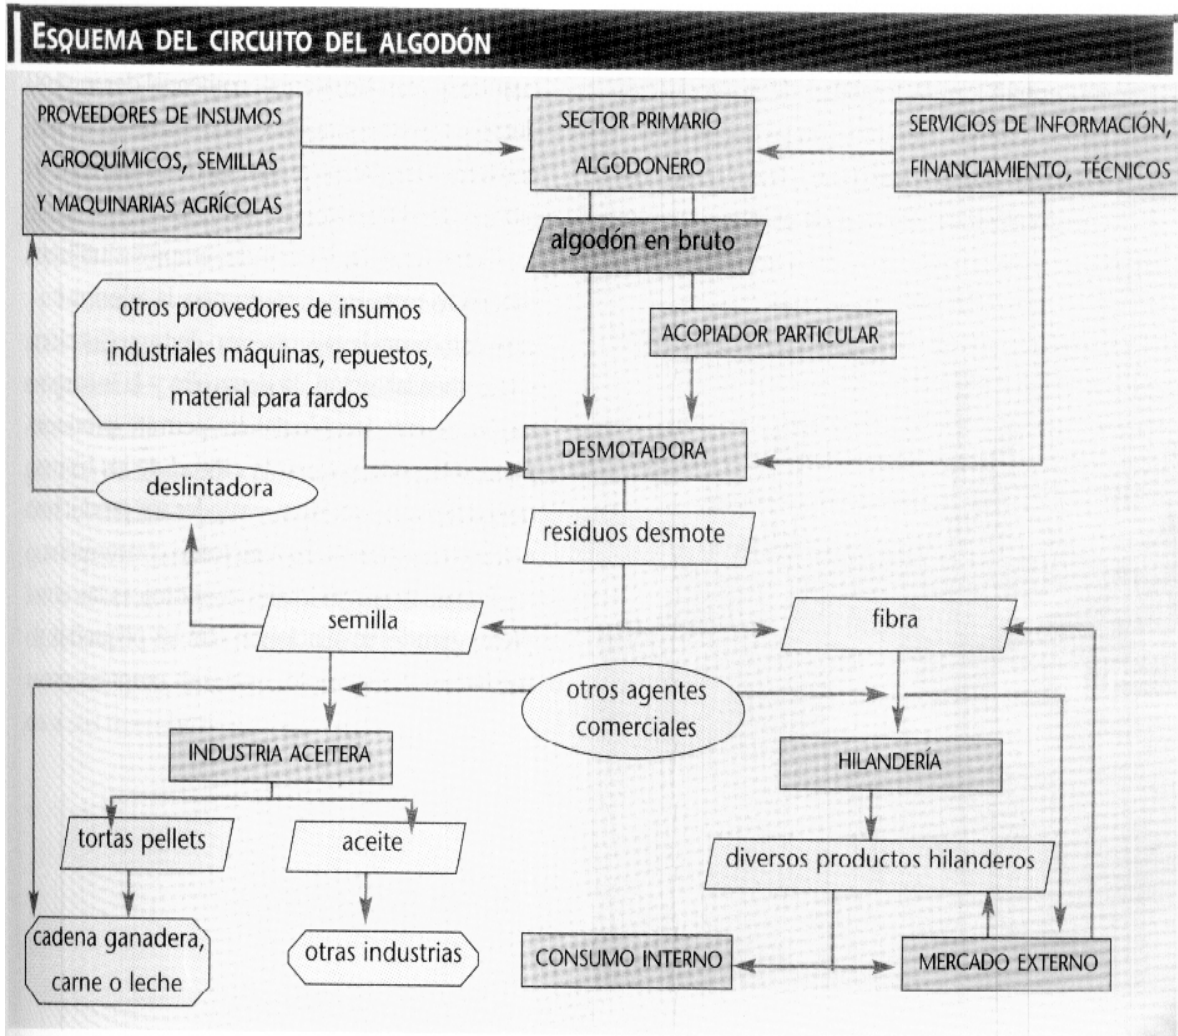 ESQUEMA DEL CIRCUITO DEL ALGODÓN
PROVEEDORES DE INSUMOS
AGROQUÍMICOS, SEMILLAS
Y MAQUINARIAS AGRÍCOLAS
SECTOR PRIMARIO
ALGODONERO
SERVICIOS DE INFORMACIÓN,
FINANCIAMIENTO, TÉCNICOS
algodón en bruto
otros proovedores de insumos
industriales máquinas, repuestos,
material para fardos
ACOPIADOR PARTICULAR
DESMOTADORA
deslintadora
residuos desmote
semilla
fibra
otros agentes
comerciales
INDUSTRIA ACEITERA
HILANDERÍA
tortas pellets
aceite
diversos productos hilanderos
cadena ganadera,
carne o leche
otras industrias
CONSUMO INTERNO
MERCADO EXTERNO